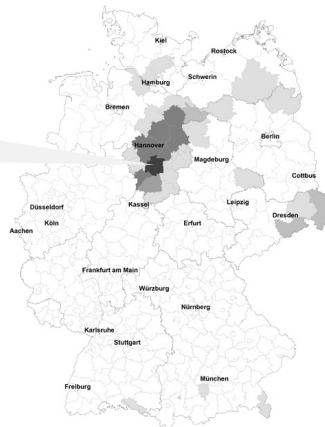 Kiel
Rostock
Schwerin
Hamburg
Bremen
Berlin
Hannover
Magdeburg
Cottbus
Kassel
Leipzig
Düsseldorf
Dresden
Köln
Erfurt
Aachen
Frankfurt am Main
Würzburg
Nürnberg
Karlsruhe
Stuttgart
München
Freiburg